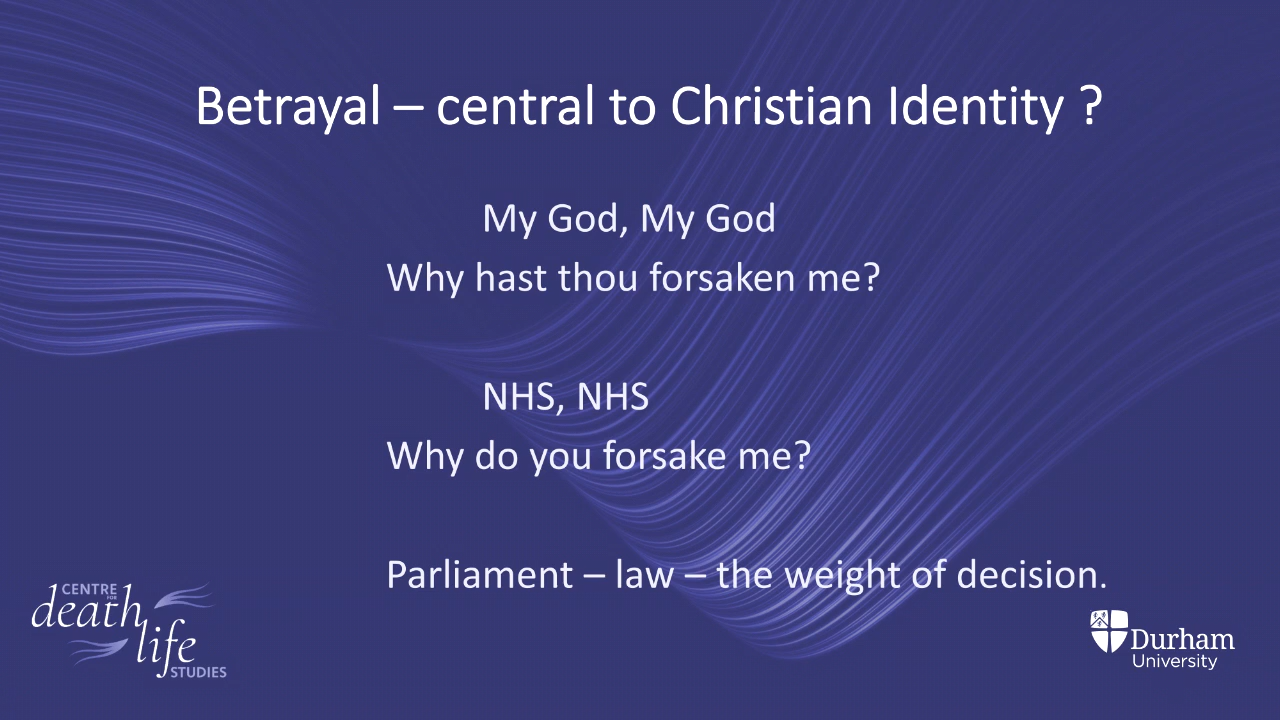 Betrayal – central to Christian Identity ?
My God, My God
Why hast thou forsaken me?
NHS, NHS
Why do you forsake me?
Parliament – law – the weight of decision.
CENTRE
FOR
death
life
STUDIES
Durham
University